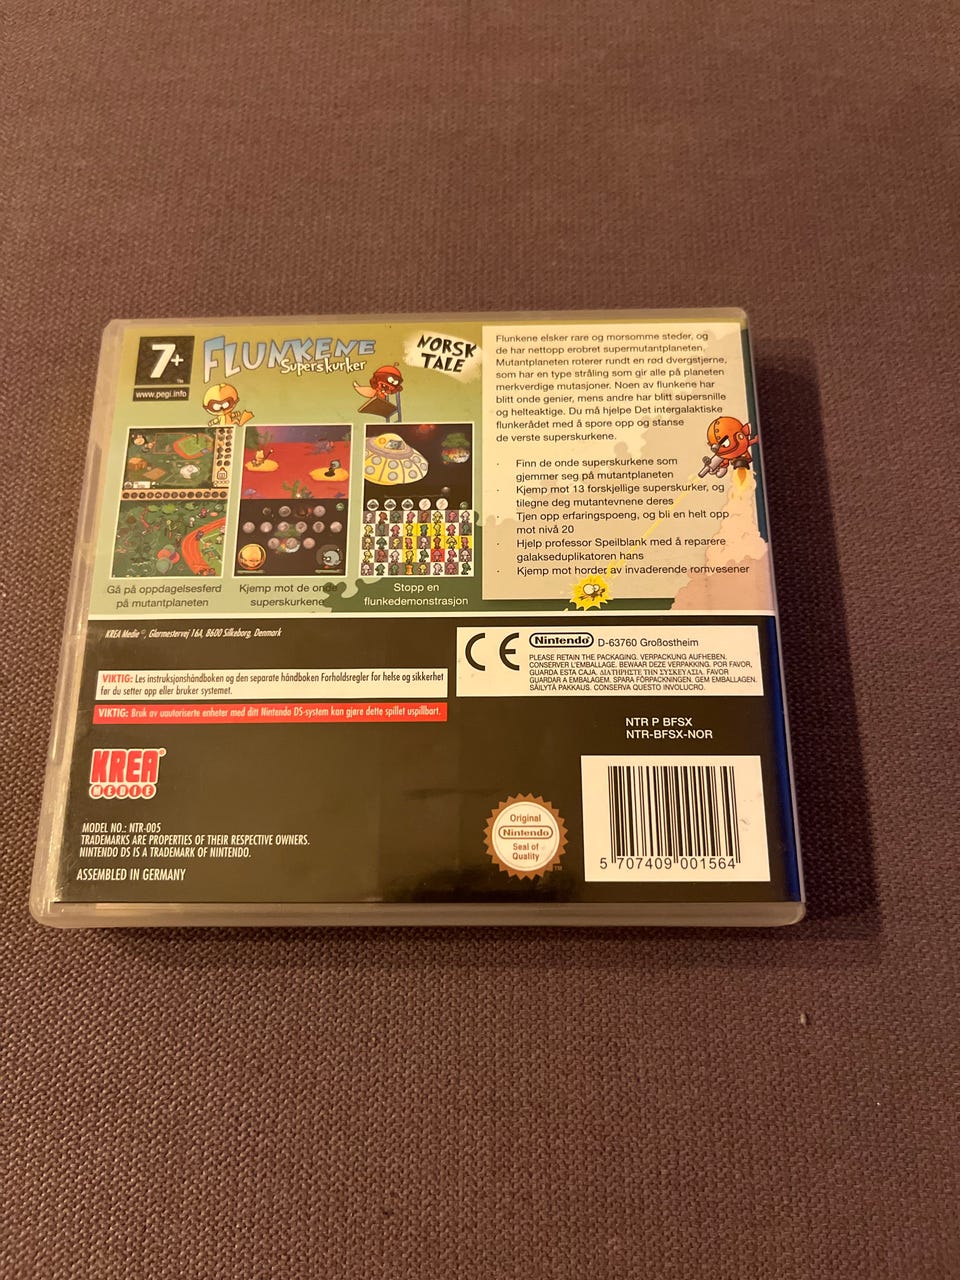 7+
www.pegi.info
FLUNKENE
Superskurker
NORSK
TALE
Flunkene elsker rare og morsomme steder, og
de har nettopp erobret supermutantplaneten.
Mutantplaneten roterer rundt en rød dvergstjerne,
som har en type stråling som gir alle på planeten
merkverdige mutasjoner. Noen av flunkene har
blitt onde genier, mens andre har blitt supersnille
og helteaktige. Du må hjelpe Det intergalaktiske
flunkerådet med å spore opp og stanse
de verste superskurkene.
· Finn de onde superskurkene som
gjemmer seg på mutantplaneten
· Kjemp mot 13 forskjellige superskurker, og
tilegne deg mutantevnene deres
· Tjen opp erfaringspoeng, og bli en helt opp
mot nivå 20
· Hjelp professor Speilblank med å reparere
galakseduplikatoren hans
· Kjemp mot horder av invaderende romvesener
Gå på oppdagelsesferd
på mutantplaneten
Kjemp mot de onde
superskurkene
Stopp en
flunkedemonstrasjon
KREA Medie®, Glarmestervej 16A, 8600 Silkeborg, Denmark
VIKTIG: Les instruksjonshåndboken og den separate håndboken Forholdsregler for helse og sikkerhet
før du setter opp eller bruker systemet.
VIKTIG: Bruk av uautoriserte enheter med ditt Nintendo DS-system kan gjøre dette spillet uspillbart.
CE
Nintendo® D-63760 Großostheim
PLEASE RETAIN THE PACKAGING. VERPACKUNG AUFHEBEN.
CONSERVER L'EMBALLAGE. BEWAAR DEZE VERPAKKING. POR FAVOR,
GUARDA ESTA CAJA. ΔΙΑΤΗΡΗΣΤΕ ΤΗΝ ΣΥΣΚΕΥΑΣΙΑ. FAVOR
GUARDAR A EMBALAGEM. SPARA FÖRPACKNINGEN. GEM EMBALLAGEN.
SÄILYTÄ PAKKAUS. CONSERVA QUESTO INVOLUCRO.
NTR P BFSX
NTR-BFSX-NOR
KREA®
MEDIE
MODEL NO.: NTR-005
TRADEMARKS ARE PROPERTIES OF THEIR RESPECTIVE OWNERS.
NINTENDO DS IS A TRADEMARK OF NINTENDO.
ASSEMBLED IN GERMANY
Original
Nintendo®
Seal of
Quality
TM
5 707409 001564